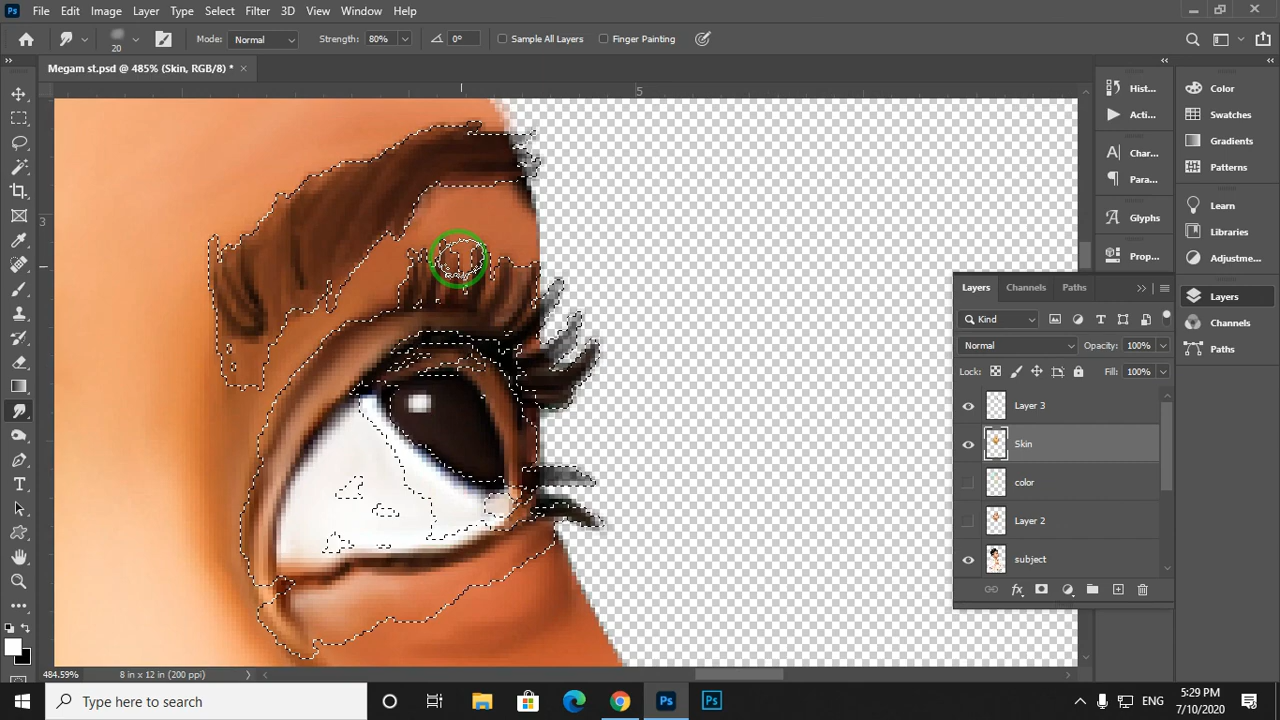 Ps File Edit Image Layer Type Select Filter 3D View Window Help
20 Mode: Normal Strength: 80% 0° Sample All Layers Finger Painting
Megam st.psd @ 485% (Skin, RGB/8) * ×
5
3
Hist...
Acti...
Char...
Para...
Glyphs
Prop...
Color
Swatches
Gradients
Patterns
Learn
Libraries
Adjustme...
Layers
Channels
Paths
Layers Channels Paths
Kind
Normal Opacity: 100%
Lock: Fill: 100%
Layer 3
Skin
color
Layer 2
subject
fx
484.59% 8 in x 12 in (200 ppi)
Type here to search
Ps Ps
ENG
5:29 PM
7/10/2020